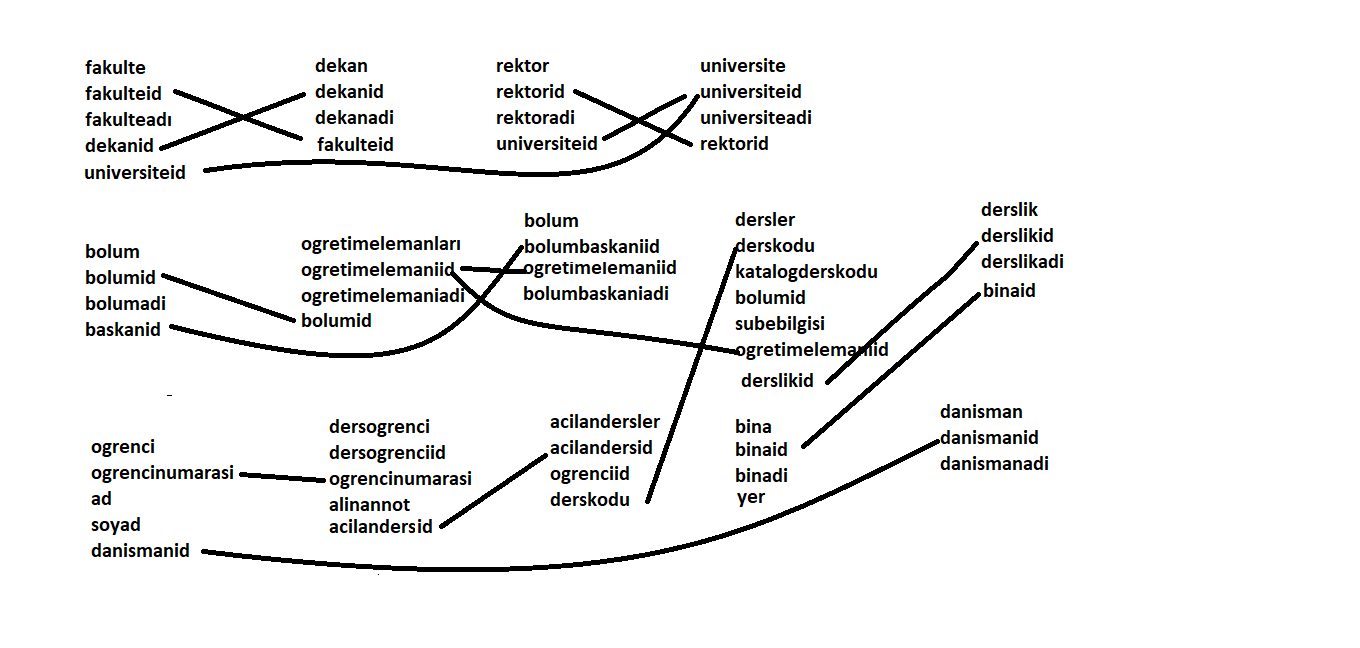 fakulte
fakulteid
fakulteadı
dekanid
universiteid
dekan
dekanid
dekanadi
fakulteid
rektor
rektorid
rektoradi
universiteid
universite
universiteid
universiteadi
rektorid
bolum
bolumid
bolumadi
baskanid
ogretimelemanları
ogretimelemaniid
ogretimelemaniadi
bolumid
bolum
bolumbaskaniid
ogretimelemaniid
bolumbaskaniadi
dersler
derskodu
katalogderskodu
bolumid
subebilgisi
ogretimelemaniid
derslikid
derslik
derslikid
derslikadi
binaid
ogrenci
ogrencinumarasi
ad
soyad
danismanid
dersogrenci
dersogrenciid
ogrencinumarasi
alinannot
acilandersid
acilandersler
acilandersid
ogrenciid
derskodu
bina
binaid
binadi
yer
danisman
danismanid
danismanadi